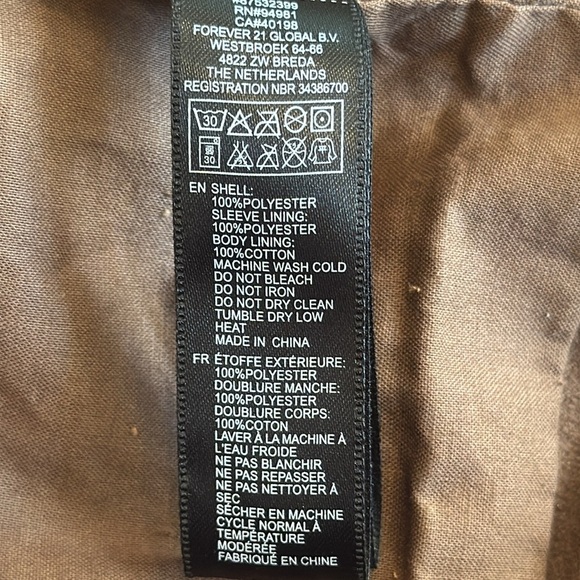 RN#94981
CA#40198
FOREVER 21 GLOBAL B.V.
WESTBROEK 64-66
4822 ZW BREDA
THE NETHERLANDS
REGISTRATION NBR 34386700
30
30
EN SHELL:
100%POLYESTER
SLEEVE LINING:
100%POLYESTER
BODY LINING:
100%COTTON
MACHINE WASH COLD
DO NOT BLEACH
DO NOT IRON
DO NOT DRY CLEAN
TUMBLE DRY LOW
HEAT
MADE IN CHINA
FR ÉTOFFE EXTÉRIEURE:
100%POLYESTER
DOUBLURE MANCHE:
100%POLYESTER
DOUBLURE CORPS:
100%COTON
LAVER À LA MACHINE À
L'EAU FROIDE
NE PAS BLANCHIR
NE PAS REPASSER
NE PAS NETTOYER À
SEC
SÉCHER EN MACHINE
CYCLE NORMAL À
TEMPÉRATURE
MODÉRÉE
FABRIQUÉ EN CHINE